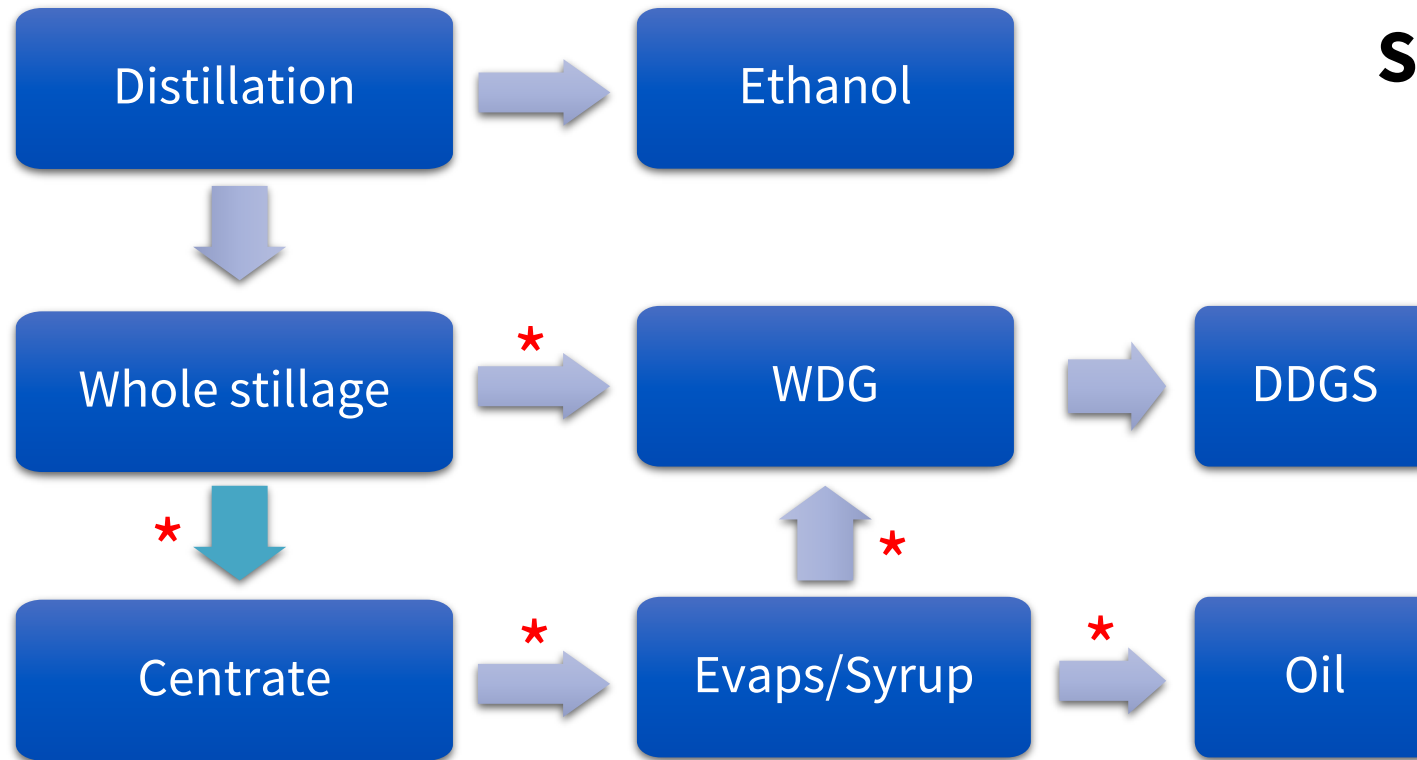 Distillation
Ethanol
S
Whole stillage
*
WDG
DDGS
*
*
Centrate
*
Evaps/Syrup
*
Oil